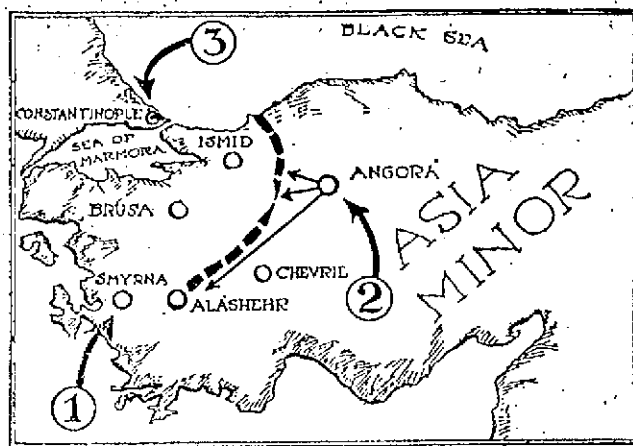 BLACK SEA
3
CONSTANTINOPLE
SEA OF
MARMORA
ISMID
ANGORA
BRUSA
ASIA
MINOR
CHEVRIL
SMYRNA
ALASHEHR
2
1